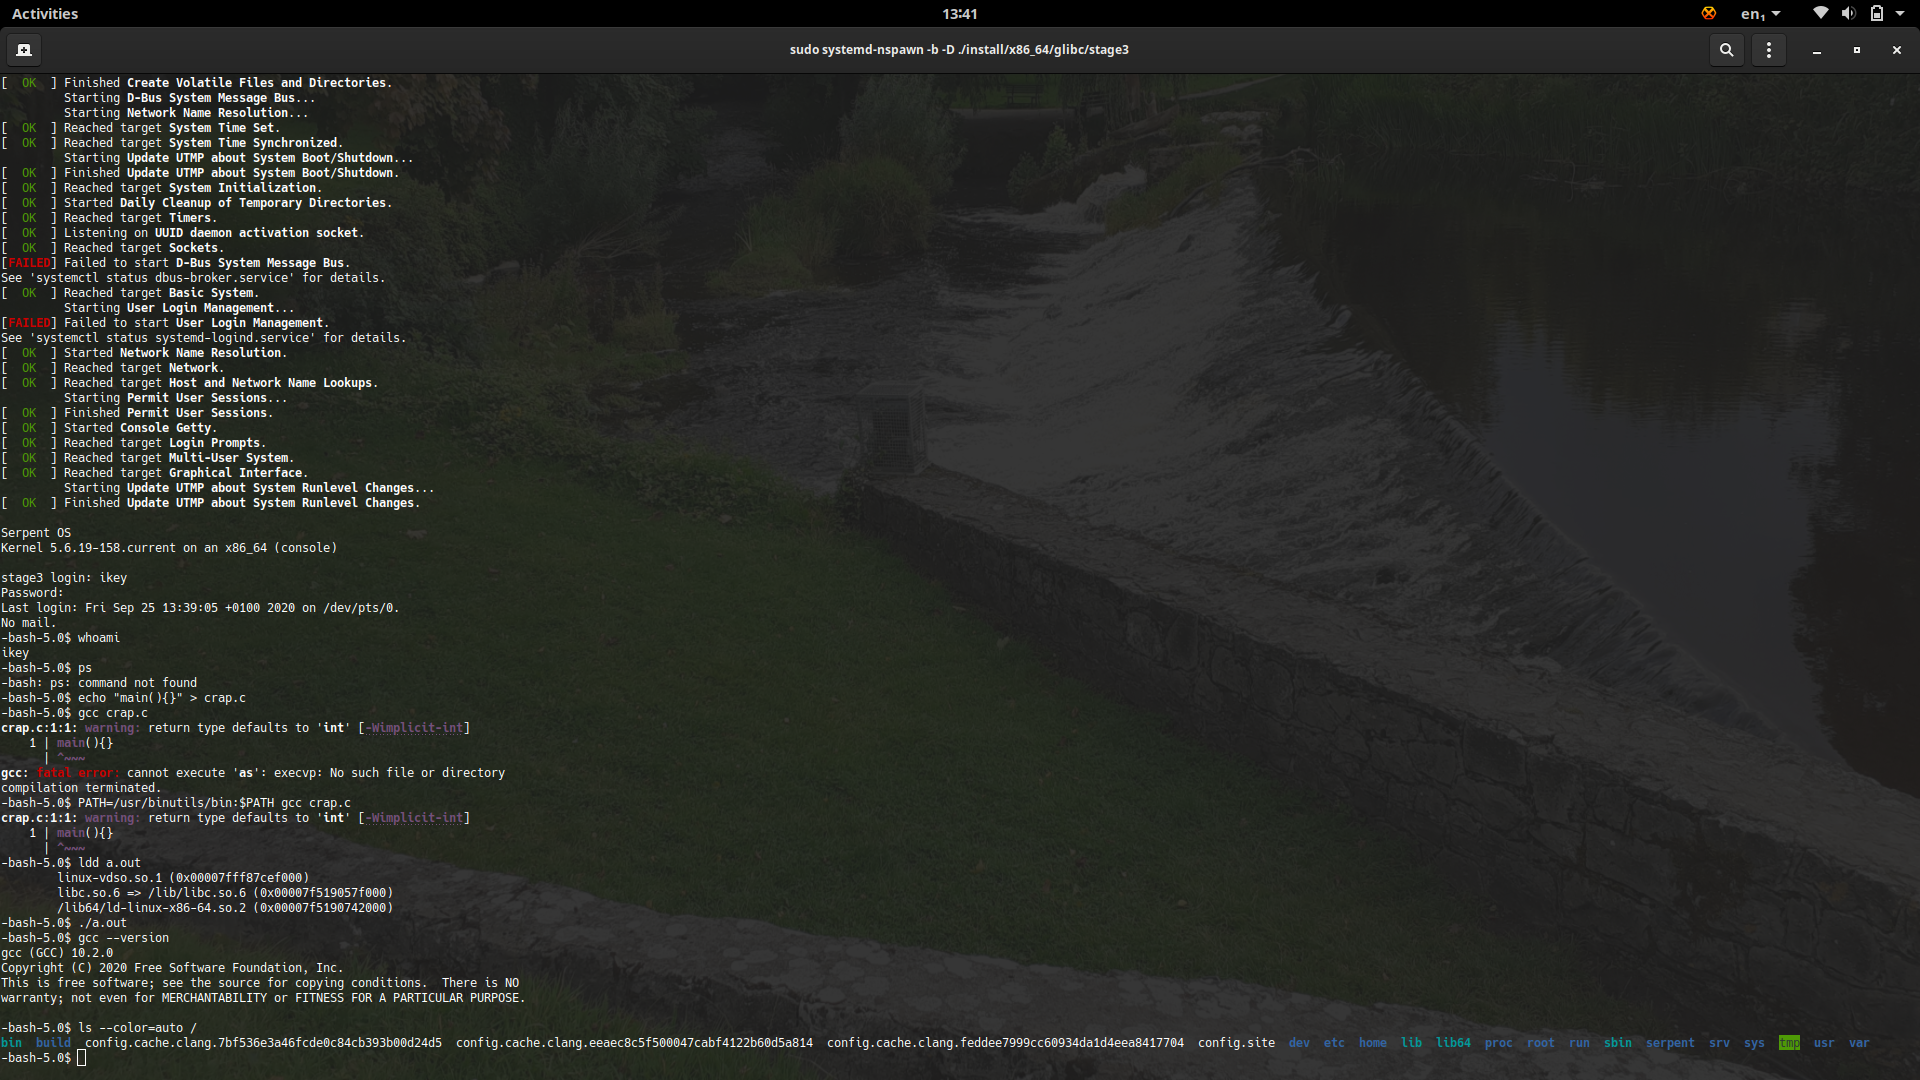 Activities
13:41
en1
sudo systemd-nspawn -b -D ./install/x86_64/glibc/stage3
[  OK  ] Finished Create Volatile Files and Directories.
Starting D-Bus System Message Bus...
Starting Network Name Resolution...
[  OK  ] Reached target System Time Set.
[  OK  ] Reached target System Time Synchronized.
Starting Update UTMP about System Boot/Shutdown...
[  OK  ] Finished Update UTMP about System Boot/Shutdown.
[  OK  ] Reached target System Initialization.
[  OK  ] Started Daily Cleanup of Temporary Directories.
[  OK  ] Reached target Timers.
[  OK  ] Listening on UUID daemon activation socket.
[  OK  ] Reached target Sockets.
[FAILED] Failed to start D-Bus System Message Bus.
See 'systemctl status dbus-broker.service' for details.
[  OK  ] Reached target Basic System.
Starting User Login Management...
[FAILED] Failed to start User Login Management.
See 'systemctl status systemd-logind.service' for details.
[  OK  ] Started Network Name Resolution.
[  OK  ] Reached target Network.
[  OK  ] Reached target Host and Network Name Lookups.
Starting Permit User Sessions...
[  OK  ] Finished Permit User Sessions.
[  OK  ] Started Console Getty.
[  OK  ] Reached target Login Prompts.
[  OK  ] Reached target Multi-User System.
[  OK  ] Reached target Graphical Interface.
Starting Update UTMP about System Runlevel Changes...
[  OK  ] Finished Update UTMP about System Runlevel Changes.
Serpent OS
Kernel 5.6.19-158.current on an x86_64 (console)
stage3 login: ikey
Password:
Last login: Fri Sep 25 13:39:05 +0100 2020 on /dev/pts/0.
No mail.
-bash-5.0$ whoami
ikey
-bash-5.0$ ps
-bash: ps: command not found
-bash-5.0$ echo "main(){}" > crap.c
-bash-5.0$ gcc crap.c
crap.c:1:1: warning: return type defaults to 'int' [-Wimplicit-int]
1 | main(){}
| ^~~~
gcc: fatal error: cannot execute 'as': execvp: No such file or directory
compilation terminated.
-bash-5.0$ PATH=/usr/binutils/bin:$PATH gcc crap.c
crap.c:1:1: warning: return type defaults to 'int' [-Wimplicit-int]
1 | main(){}
| ^~~~
-bash-5.0$ ldd a.out
linux-vdso.so.1 (0x00007fff87cef000)
libc.so.6 => /lib/libc.so.6 (0x00007f519057f000)
/lib64/ld-linux-x86-64.so.2 (0x00007f5190742000)
-bash-5.0$ ./a.out
-bash-5.0$ gcc --version
gcc (GCC) 10.2.0
Copyright (C) 2020 Free Software Foundation, Inc.
This is free software; see the source for copying conditions.  There is NO
warranty; not even for MERCHANTABILITY or FITNESS FOR A PARTICULAR PURPOSE.
-bash-5.0$ ls --color=auto /
bin  build  config.cache.clang.7bf536e3a46fcde0c84cb393b00d24d5  config.cache.clang.eeaec8c5f500047cabf4122b60d5a814  config.cache.clang.feddee7999cc60934da1d4eea8417704  config.site  dev  etc  home  lib  lib64  proc  root  run  sbin  serpent  srv  sys  tmp  usr  var
-bash-5.0$